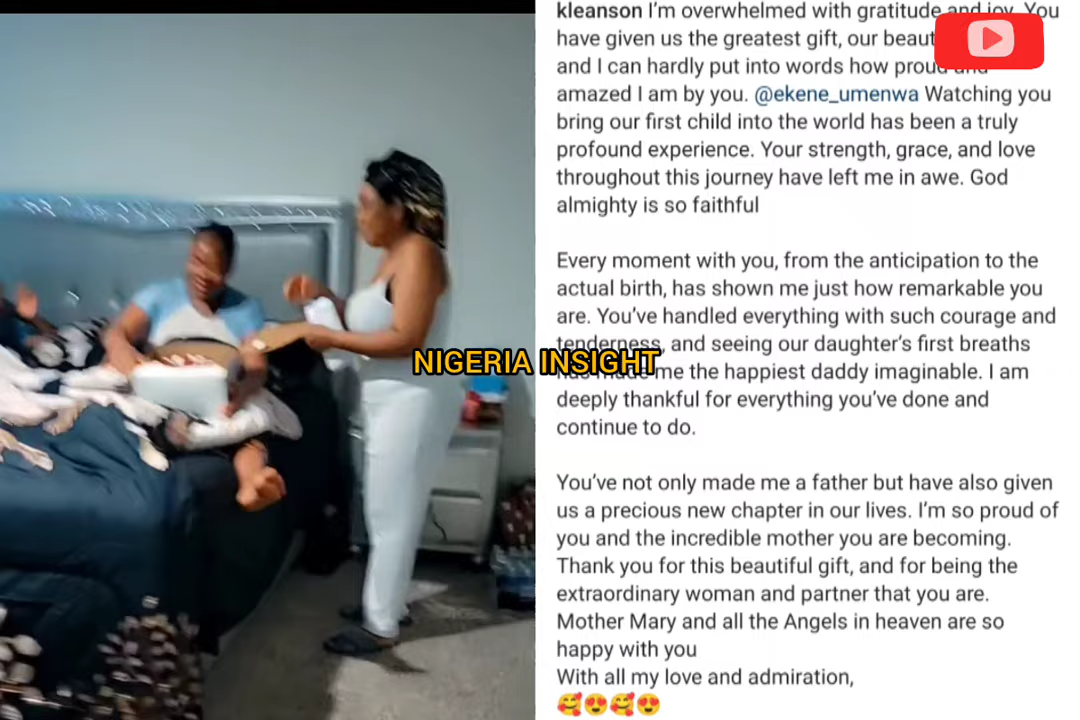 kleanson I'm overwhelmed with gratitude and joy. You
have given us the greatest gift, our
and I can hardly put into words how proud and
amazed I am by you. @ekene_umenwa Watching you
bring our first child into the world has been a truly
profound experience. Your strength, grace, and love
throughout this journey have left me in awe. God
almighty is so faithful
Every moment with you, from the anticipation to the
actual birth, has shown me just how remarkable you
are. You've handled everything with such courage and
tenderness, and seeing our daughter's first breaths
NIGERIA INSIGHT
has made me the happiest daddy imaginable. I am
deeply thankful for everything you've done and
continue to do.
You've not only made me a father but have also given
us a precious new chapter in our lives. I'm so proud of
you and the incredible mother you are becoming.
Thank you for this beautiful gift, and for being the
extraordinary woman and partner that you are.
Mother Mary and all the Angels in heaven are so
happy with you
With all my love and admiration,
🥰😍🥰😍